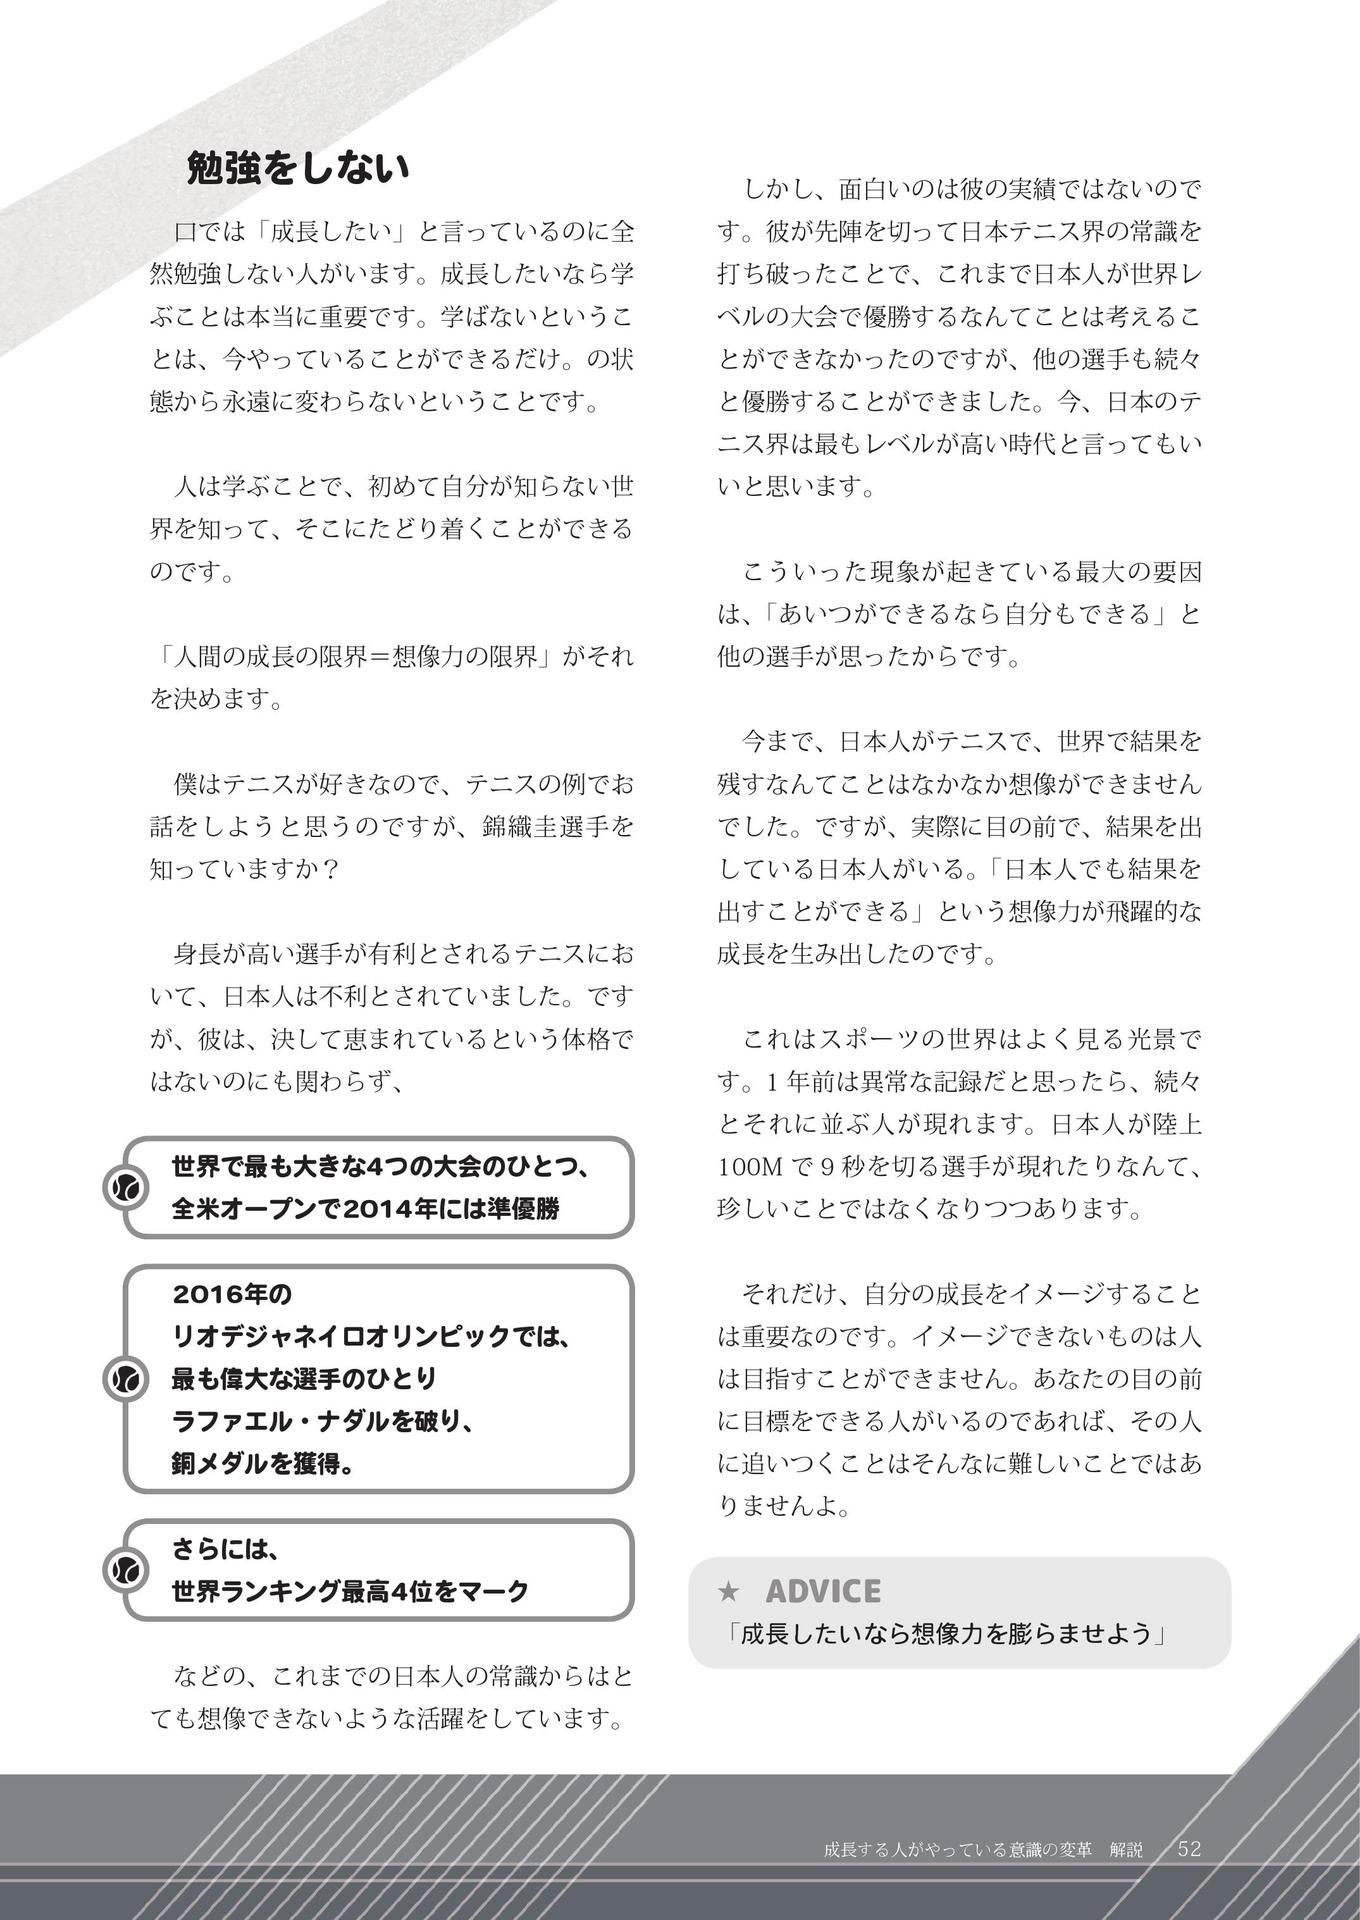 勉強をしない
口では「成長したい」と言っているのに全
然勉強しない人がいます。成長したいなら学
ぶことは本当に重要です。学ばないというこ
とは、今やっていることができるだけ。の状
態から永遠に変わらないということです。
人は学ぶことで、初めて自分が知らない世
界を知って、そこにたどり着くことができる
のです。
「人間の成長の限界＝想像力の限界」がそれ
を決めます。
僕はテニスが好きなので、テニスの例でお
話をしようと思うのですが、錦織圭選手を
知っていますか？
身長が高い選手が有利とされるテニスにお
いて、日本人は不利とされていました。です
が、彼は、決して恵まれているという体格で
はないのにも関わらず、
世界で最も大きな4つの大会のひとつ、
全米オープンで2014年には準優勝
2016年の
リオデジャネイロオリンピックでは、
最も偉大な選手のひとり
ラファエル・ナダルを破り、
銅メダルを獲得。
さらには、
世界ランキング最高4位をマーク
などの、これまでの日本人の常識からはと
ても想像できないような活躍をしています。
しかし、面白いのは彼の実績ではないので
す。彼が先陣を切って日本テニス界の常識を
打ち破ったことで、これまで日本人が世界レ
ベルの大会で優勝するなんてことは考えるこ
とができなかったのですが、他の選手も続々
と優勝することができました。今、日本のテ
ニス界は最もレベルが高い時代と言ってもい
いと思います。
こういった現象が起きている最大の要因
は、「あいつができるなら自分もできる」と
他の選手が思ったからです。
今まで、日本人がテニスで、世界で結果を
残すなんてことはなかなか想像ができません
でした。ですが、実際に目の前で、結果を出
している日本人がいる。「日本人でも結果を
出すことができる」という想像力が飛躍的な
成長を生み出したのです。
これはスポーツの世界はよく見る光景で
す。1 年前は異常な記録だと思ったら、続々
とそれに並ぶ人が現れます。日本人が陸上
100M で 9 秒を切る選手が現れたりなんて、
珍しいことではなくなりつつあります。
それだけ、自分の成長をイメージすること
は重要なのです。イメージできないものは人
は目指すことができません。あなたの目の前
に目標をできる人がいるのであれば、その人
に追いつくことはそんなに難しいことではあ
りませんよ。
★ ADVICE
「成長したいなら想像力を膨らませよう」
成長する人がやっている意識の変革　解説 52